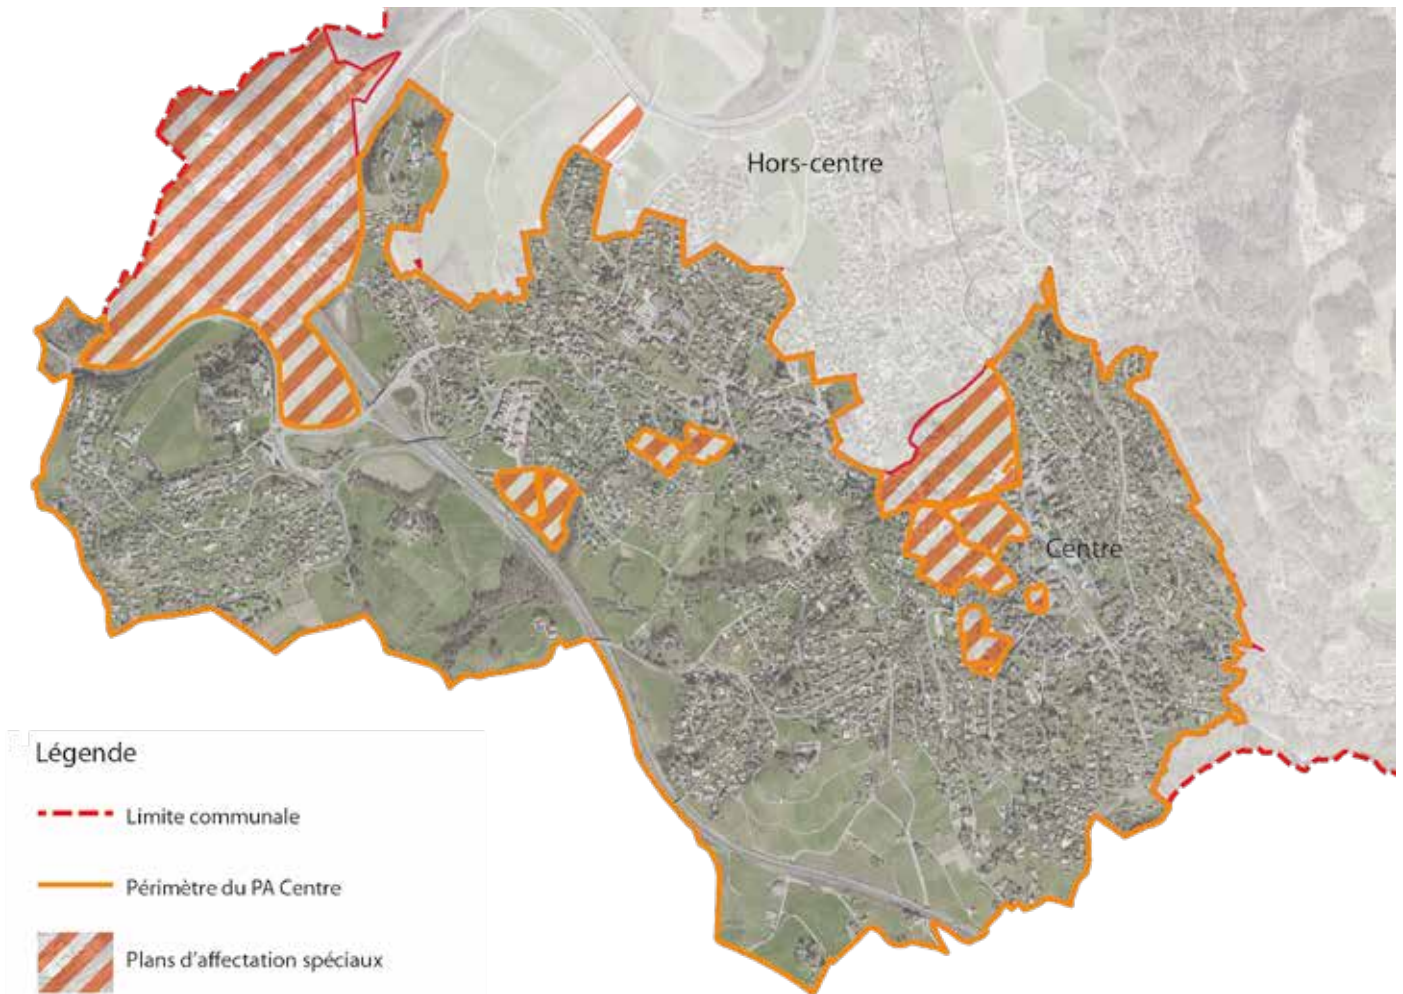 Hors-centre
Centre
Légende
Limite communale
Périmètre du PA Centre
Plans d'affectation spéciaux